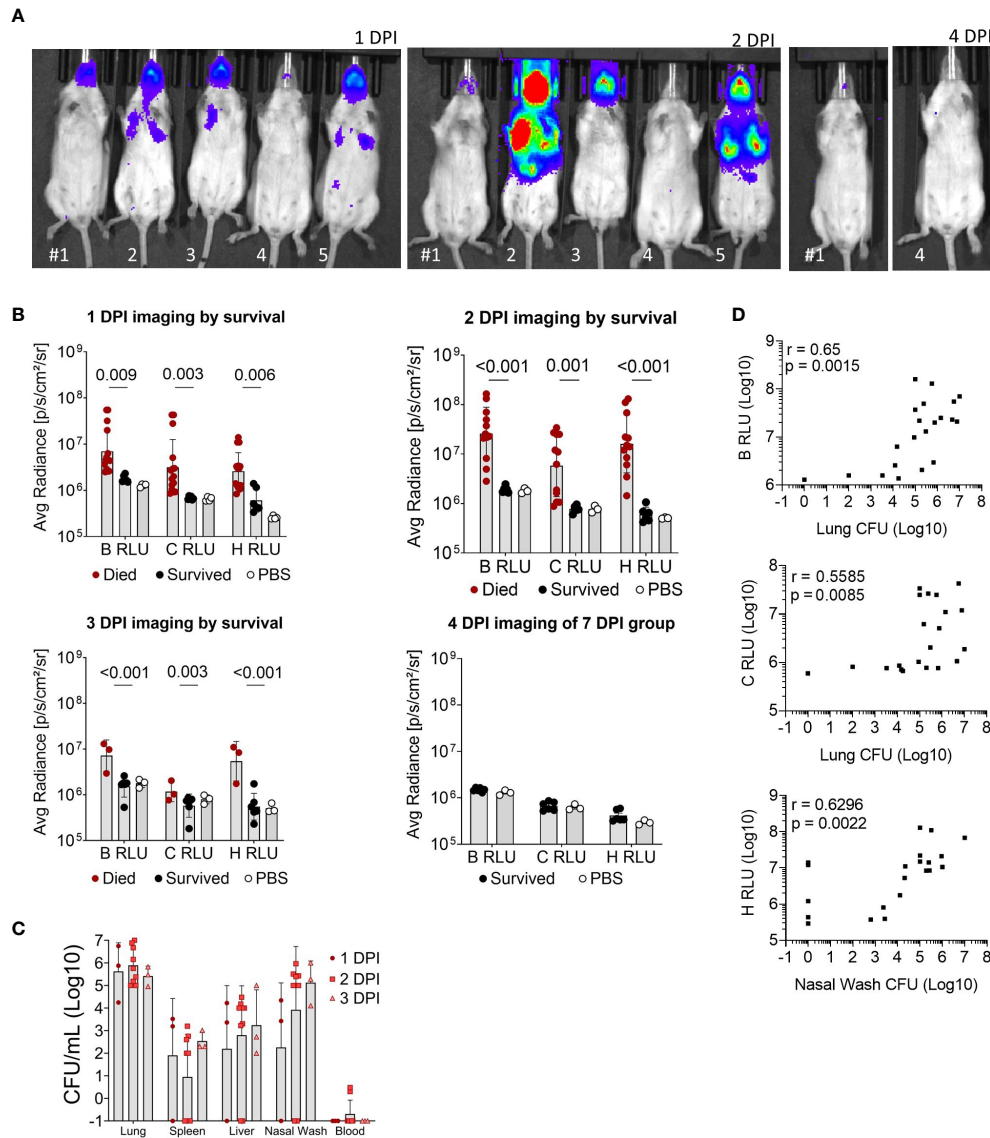 A
1 DPI
2 DPI
4 DPI
#1 2 3 4 5
#1 2 3 4 5
#1
4
B
1 DPI imaging by survival
Avg Radiance [p/s/cm²/sr]
10⁹
10⁸
10⁷
10⁶
10⁵
0.009 0.003 0.006
B RLU C RLU H RLU
Died Survived PBS
2 DPI imaging by survival
Avg Radiance [p/s/cm²/sr]
10⁹
10⁸
10⁷
10⁶
10⁵
<0.001 0.001 <0.001
B RLU C RLU H RLU
Died Survived PBS
3 DPI imaging by survival
Avg Radiance [p/s/cm²/sr]
10⁹
10⁸
10⁷
10⁶
10⁵
<0.001 0.003 <0.001
B RLU C RLU H RLU
Died Survived PBS
4 DPI imaging of 7 DPI group
Avg Radiance [p/s/cm²/sr]
10⁹
10⁸
10⁷
10⁶
10⁵
B RLU C RLU H RLU
Survived PBS
C
CFU/mL (Log10)
7
6
5
4
3
2
1
0
-1
1 DPI
2 DPI
3 DPI
Lung Spleen Liver Nasal Wash Blood
D
B RLU (Log10)
9
8
7
6
r = 0.65
p = 0.0015
-1 0 1 2 3 4 5 6 7 8
Lung CFU (Log10)
C RLU (Log10)
8
7
6
5
r = 0.5585
p = 0.0085
-1 0 1 2 3 4 5 6 7 8
Lung CFU (Log10)
H RLU (Log10)
9
8
7
6
5
r = 0.6296
p = 0.0022
-1 0 1 2 3 4 5 6 7 8
Nasal Wash CFU (Log10)